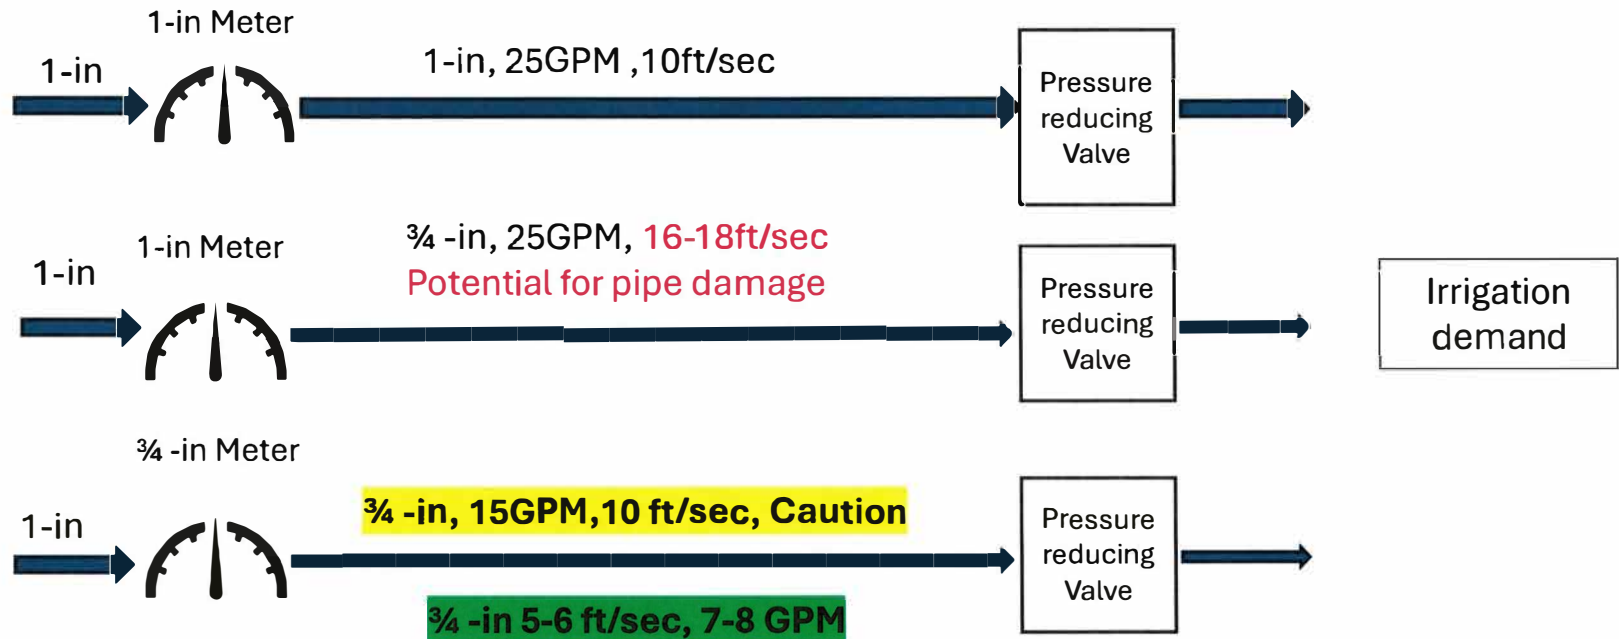 1-in Meter
1-in
1-in, 25GPM ,10ft/sec
Pressure
reducing
Valve
1-in Meter
1-in
¾ -in, 25GPM, 16-18ft/sec
Potential for pipe damage
Pressure
reducing
Valve
Irrigation
demand
¾ -in Meter
1-in
¾ -in, 15GPM,10 ft/sec, Caution
Pressure
reducing
Valve
¾ -in 5-6 ft/sec, 7-8 GPM